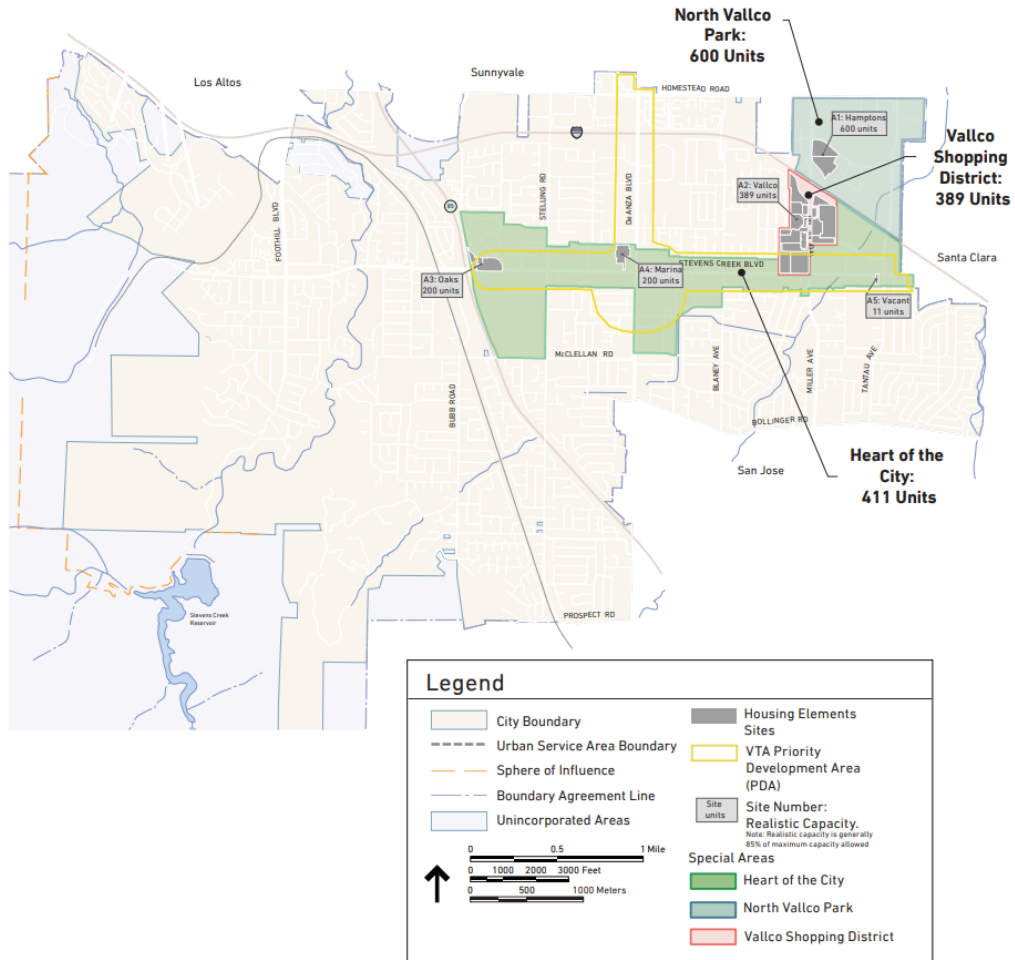 North Vallco
Park:
600 Units
Los Altos
Sunnyvale
HOMESTEAD ROAD
A1: Hamptons
600 units
Vallco
Shopping
District:
389 Units
A2: Vallco
389 units
85
STELLING RD
De ANZA BLVD
FOOTHILL BLVD
STEVENS CREEK BLVD
Santa Clara
A3: Oaks
200 units
A4: Marina
200 units
A5: Vacant
11 units
McCLELLAN RD
BLANEY AVE
MILLER AVE
TANTAU AVE
BUBB ROAD
BOLLINGER RD
San Jose
Heart of the
City:
411 Units
PROSPECT RD
Stevens Creek
Reservoir
Legend
City Boundary
Urban Service Area Boundary
Sphere of Influence
Boundary Agreement Line
Unincorporated Areas
0 0.5 1 Mile
0 1000 2000 3000 Feet
0 500 1000 Meters
Housing Elements
Sites
VTA Priority
Development Area
(PDA)
Site
units
Site Number:
Realistic Capacity.
Note: Realistic capacity is generally
85% of maximum capacity allowed
Special Areas
Heart of the City
North Vallco Park
Vallco Shopping District